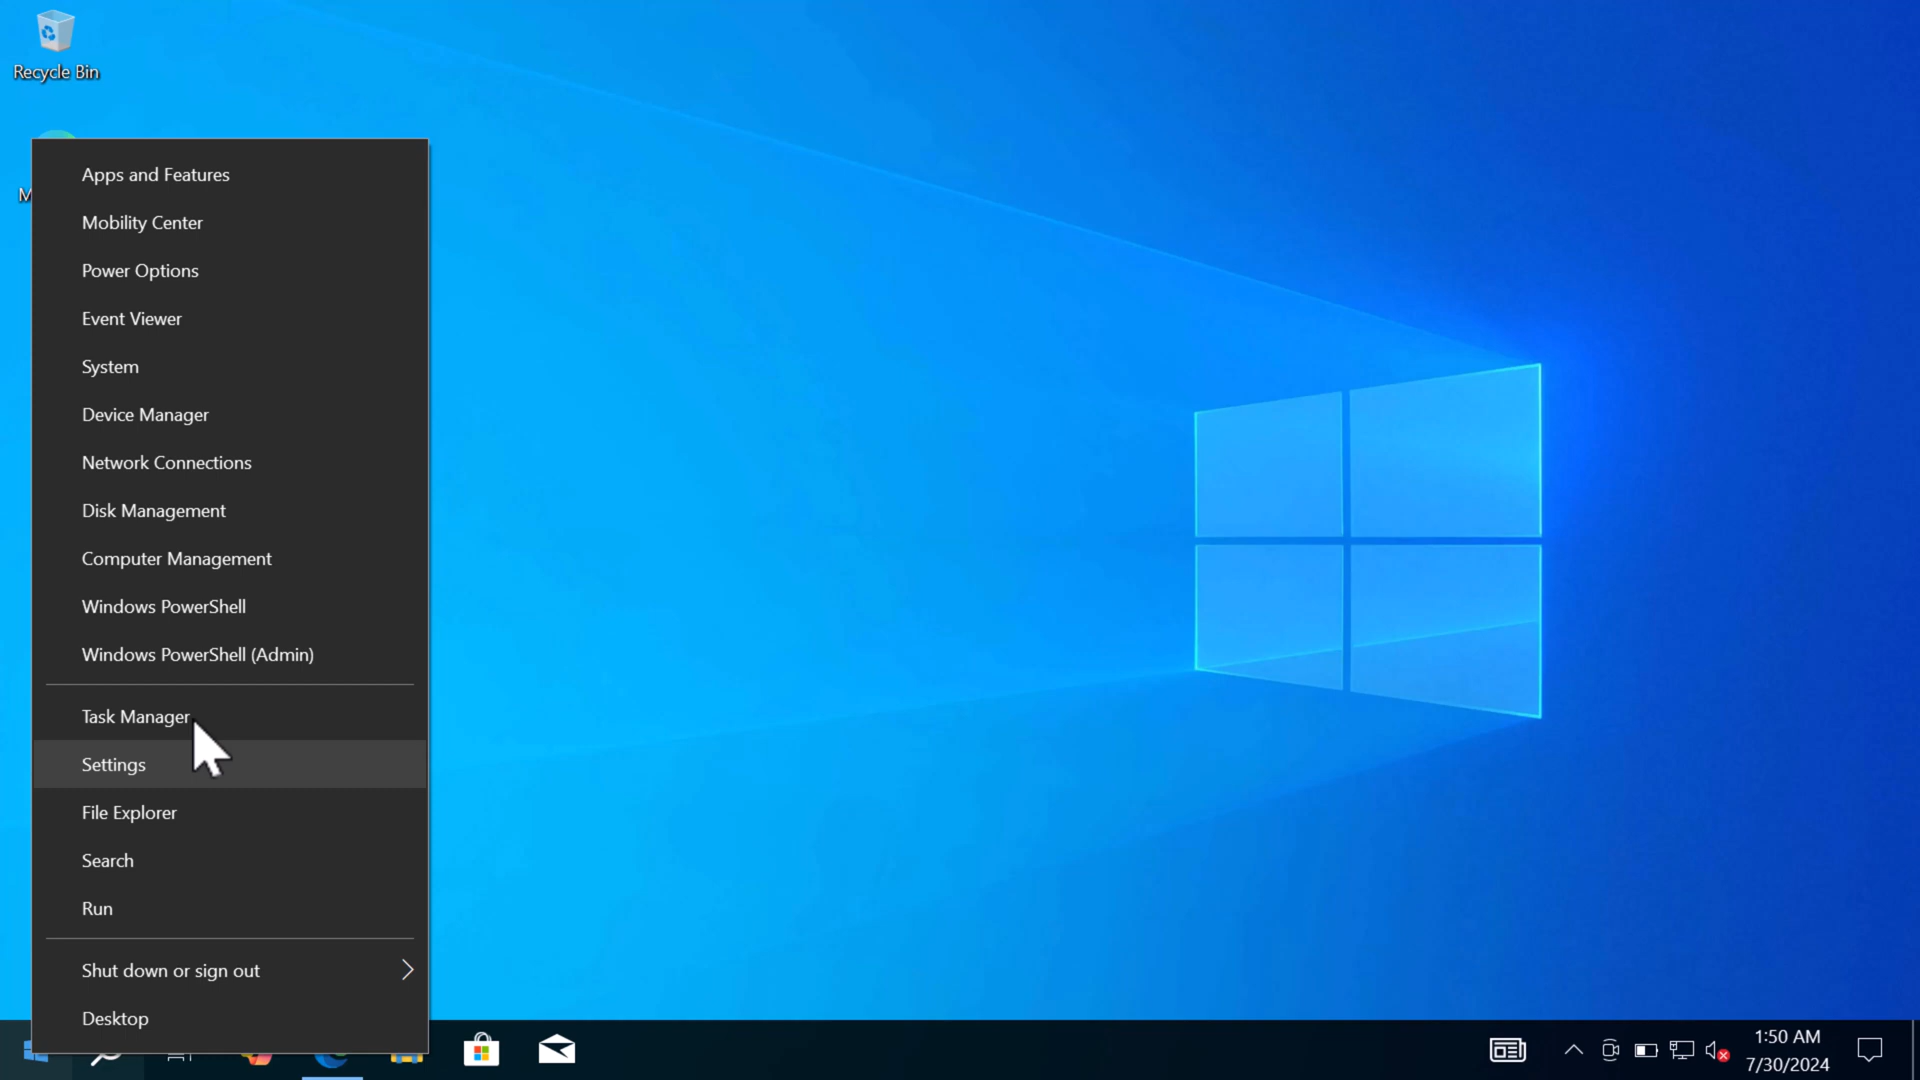 Recycle Bin
M
Apps and Features
Mobility Center
Power Options
Event Viewer
System
Device Manager
Network Connections
Disk Management
Computer Management
Windows PowerShell
Windows PowerShell (Admin)
Task Manager
Settings
File Explorer
Search
Run
Shut down or sign out
Desktop
1:50 AM
7/30/2024